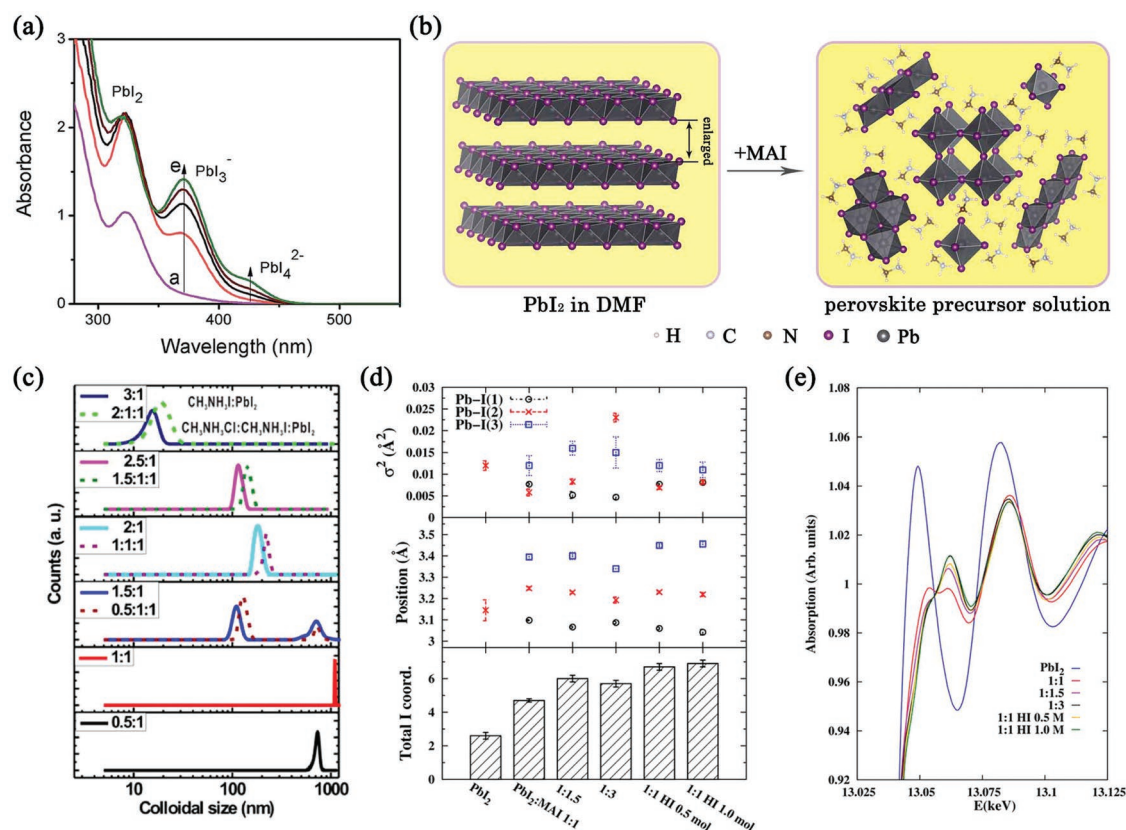 (a)
3
2
1
0
Absorbance
PbI2
e
PbI3-
a
PbI42-
300
400
500
Wavelength (nm)
(b)
enlarged
+MAI
PbI2 in DMF
perovskite precursor solution
H C N I Pb
(c)
Counts (a. u.)
3:1
2:1:1
CH3NH3I:PbI2
CH3NH3Cl:CH3NH3I:PbI2
2.5:1
1.5:1:1
2:1
1:1:1
1.5:1
0.5:1:1
1:1
0.5:1
10 100 1000
Colloidal size (nm)
(d)
σ2 (Å2)
0.03
0.025
0.02
0.015
0.01
0.005
0
Pb-I(1)
Pb-I(2)
Pb-I(3)
Position (Å)
3.5
3.4
3.2
3.1
3
Total I coord.
6
4
2
0
PbI2
PbI2:MAI 1:1
1:1.5
1:3
1:1 HI 0.5 mol
1:1 HI 1.0 mol
(e)
Absorption (Arb. units)
1.08
1.06
1.04
1.02
1
0.98
0.96
0.94
0.92
PbI2
1:1
1:1.5
1:3
1:1 HI 0.5 M
1:1 HI 1.0 M
13.025 13.05 13.075 13.1 13.125
E(keV)